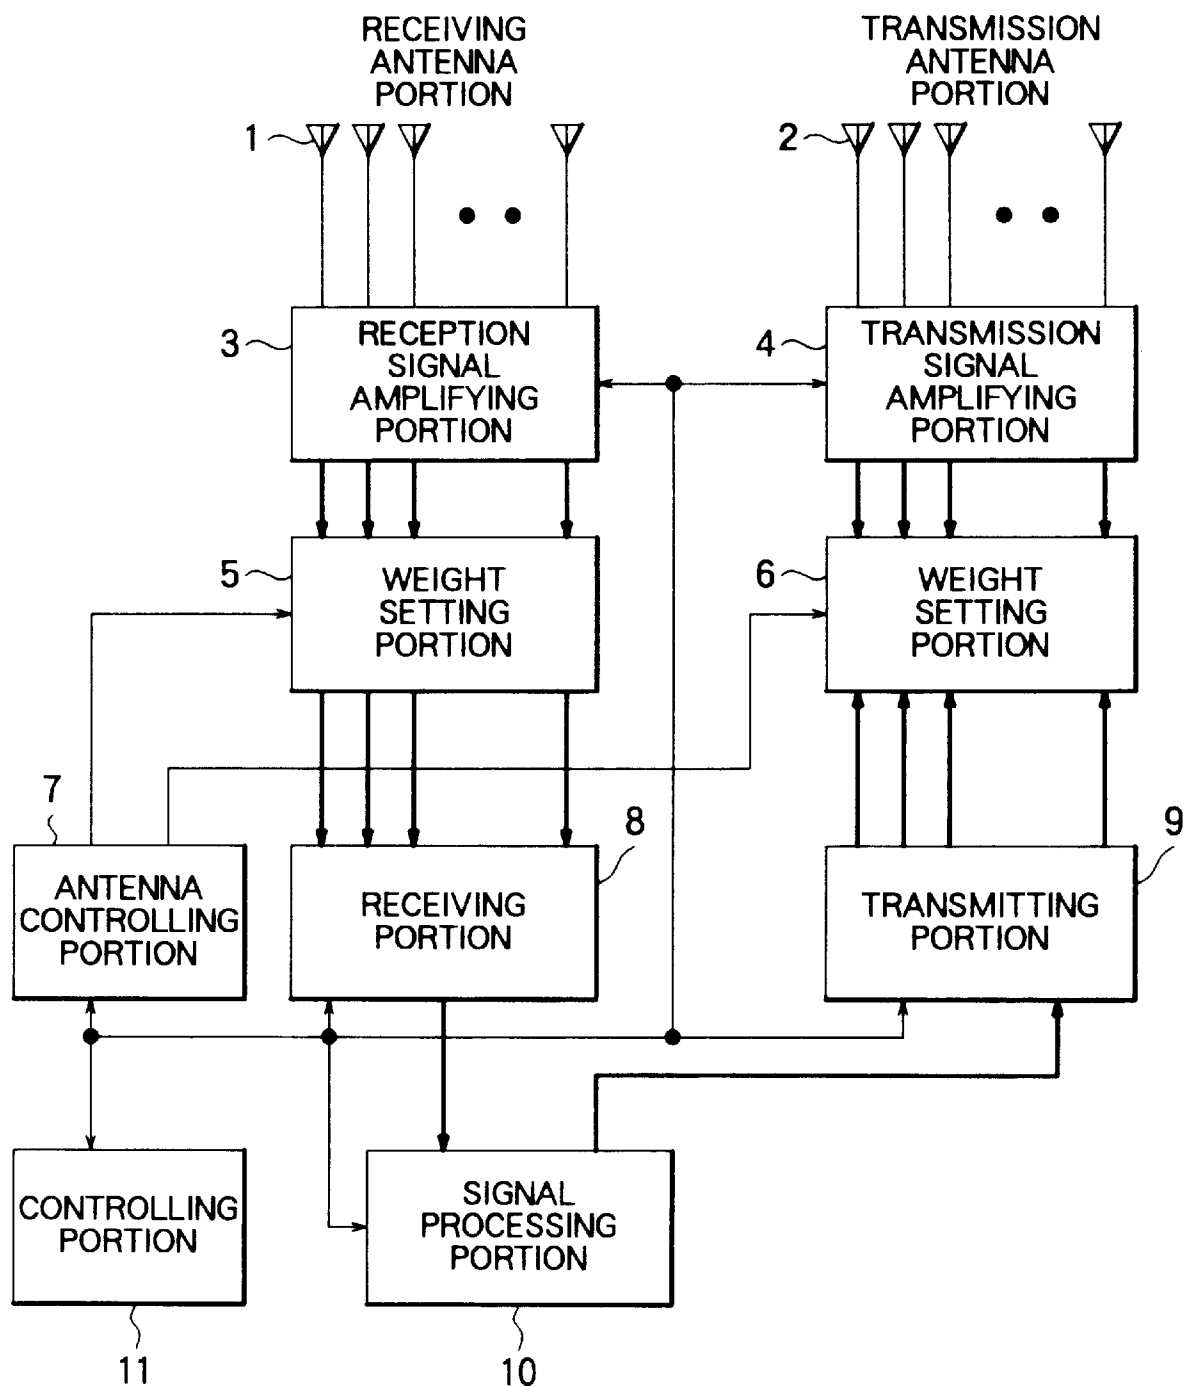 RECEIVING
ANTENNA
PORTION
TRANSMISSION
ANTENNA
PORTION
1
2
3
RECEPTION
SIGNAL
AMPLIFYING
PORTION
4
TRANSMISSION
SIGNAL
AMPLIFYING
PORTION
5
WEIGHT
SETTING
PORTION
6
WEIGHT
SETTING
PORTION
7
ANTENNA
CONTROLLING
PORTION
8
RECEIVING
PORTION
9
TRANSMITTING
PORTION
CONTROLLING
PORTION
11
SIGNAL
PROCESSING
PORTION
10